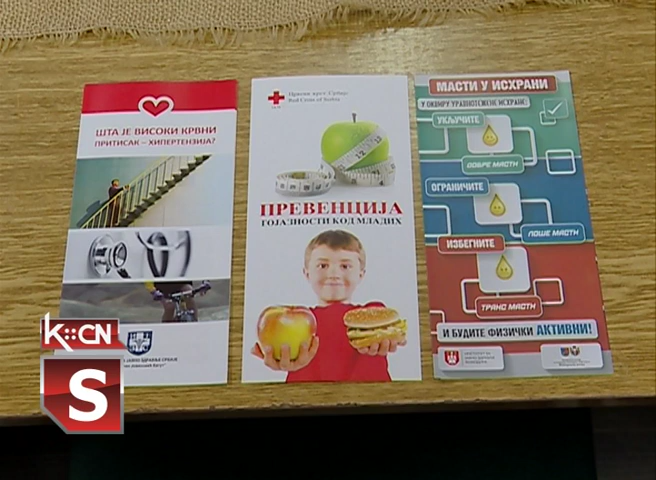 ШТА ЈЕ ВИСОКИ КРВНИ
ПРИТИСАК – ХИПЕРТЕНЗИЈА?
Црвени крст Србије
Red Cross of Serbia
ПРЕВЕНЦИЈА
ГОЈАЗНОСТИ КОД МЛАДИХ
МАСТИ У ИСХРАНИ
У ОКВИРУ УРАВНОТЕЖЕНЕ ИСХРАНЕ:
УКЉУЧИТЕ
ДОБРЕ МАСТИ
ОГРАНИЧИТЕ
ЛОШЕ МАСТИ
ИЗБЕГНИТЕ
ТРАНС МАСТИ
И БУДИТЕ ФИЗИЧКИ АКТИВНИ!
K::CN
S